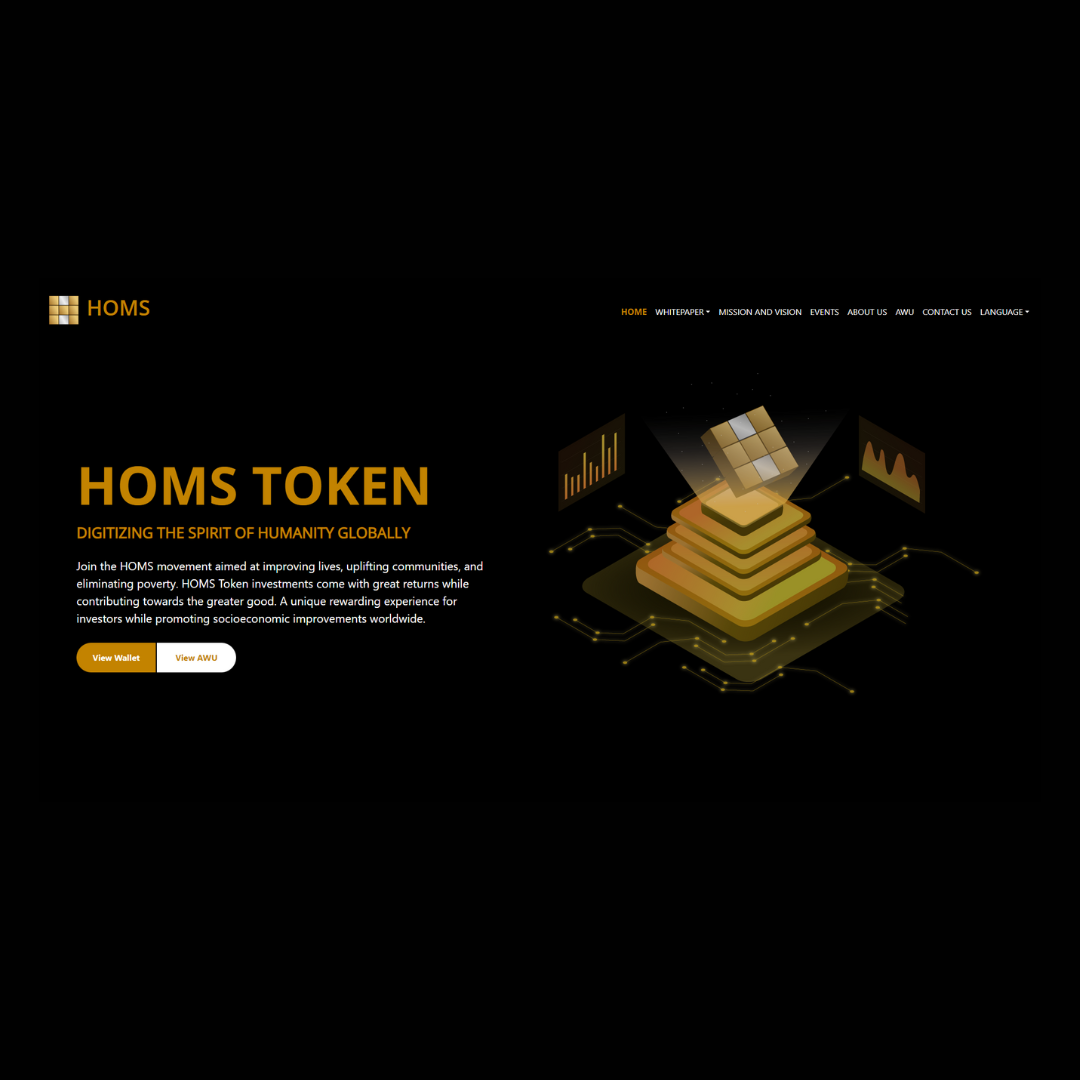 HOMS
HOME WHITEPAPER MISSION AND VISION EVENTS ABOUT US AWU CONTACT US LANGUAGE
HOMS TOKEN
DIGITIZING THE SPIRIT OF HUMANITY GLOBALLY
Join the HOMS movement aimed at improving lives, uplifting communities, and
eliminating poverty. HOMS Token investments come with great returns while
contributing towards the greater good. A unique rewarding experience for
investors while promoting socioeconomic improvements worldwide.
View Wallet View AWU